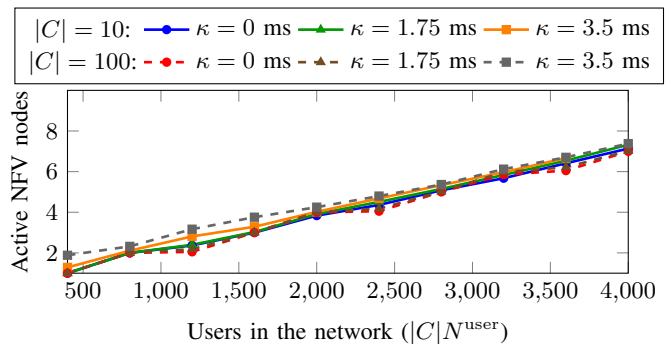 |C| = 10: κ = 0 ms κ = 1.75 ms κ = 3.5 ms
|C| = 100: κ = 0 ms κ = 1.75 ms κ = 3.5 ms
Active NFV nodes
8
6
4
2
500 1,000 1,500 2,000 2,500 3,000 3,500 4,000
Users in the network (|C|N^user)